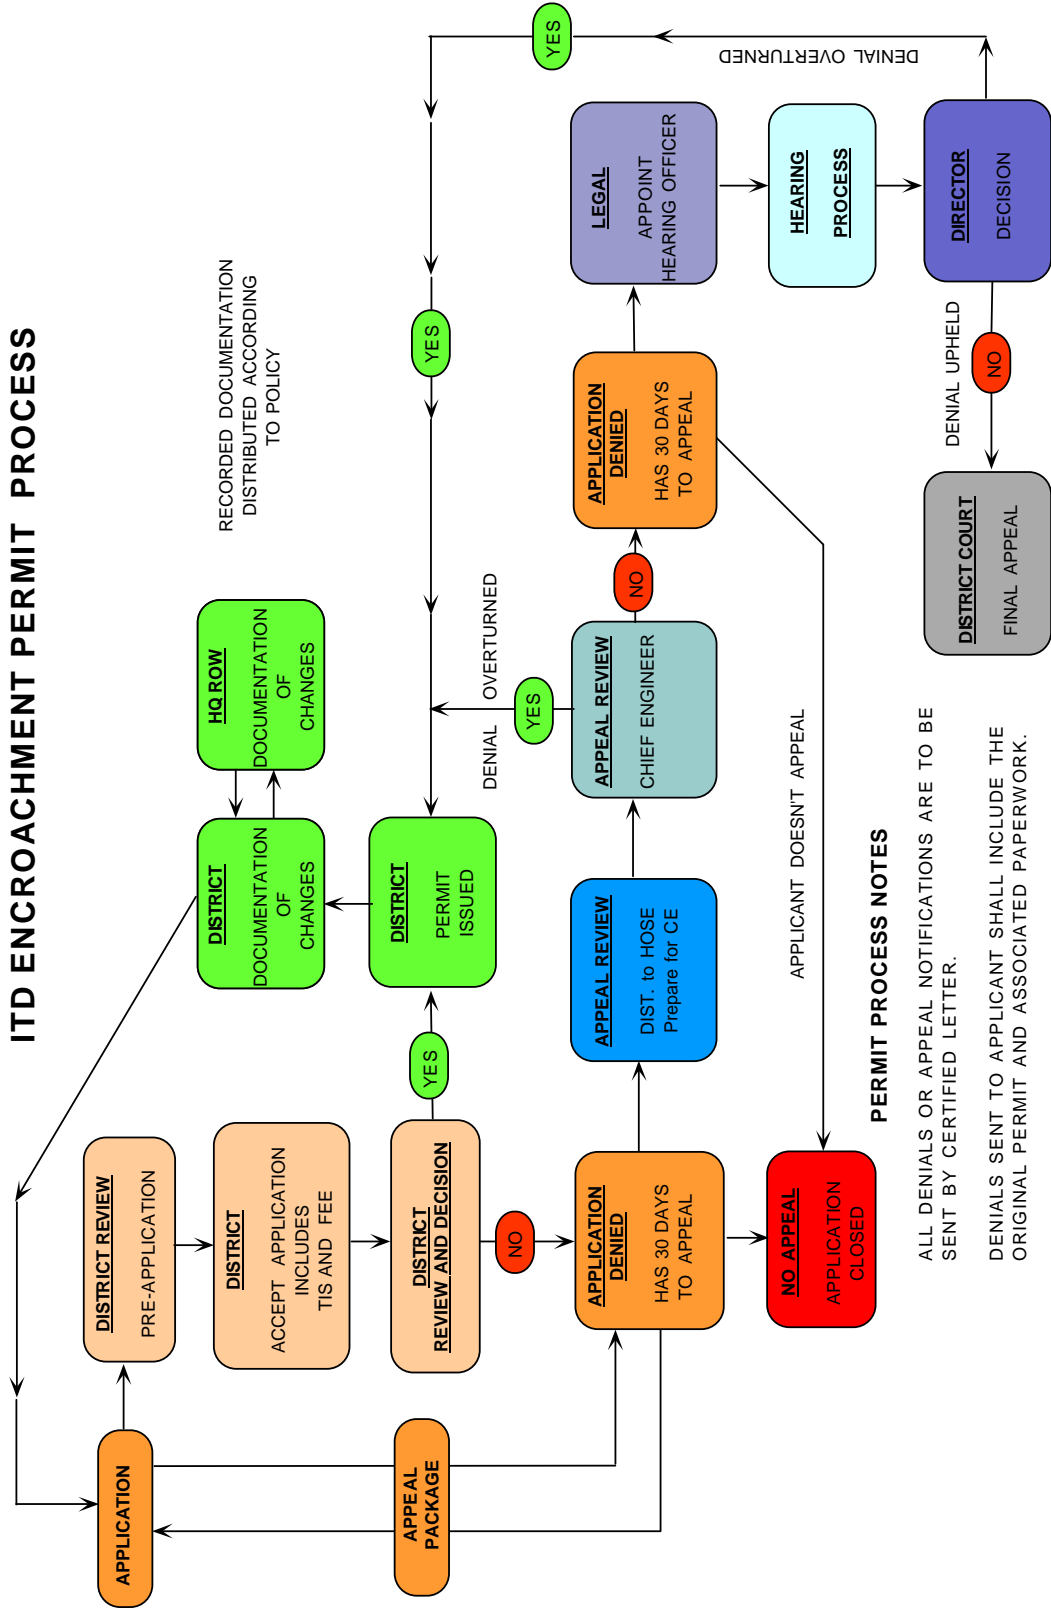 ITD ENCROACHMENT PERMIT PROCESS
APPLICATION
DISTRICT REVIEW
PRE-APPLICATION
DISTRICT
ACCEPT APPLICATION
INCLUDES
TIS AND FEE
DISTRICT
REVIEW AND DECISION
YES
NO
DISTRICT
DOCUMENTATION
OF
CHANGES
HQ ROW
DOCUMENTATION
OF
CHANGES
RECORDED DOCUMENTATION
DISTRIBUTED ACCORDING
TO POLICY
DISTRICT
PERMIT
ISSUED
YES
YES
DENIAL OVERTURNED
YES
APPEAL
PACKAGE
APPLICATION
DENIED
HAS 30 DAYS
TO APPEAL
APPEAL REVIEW
DIST. to HOSE
Prepare for CE
APPEAL REVIEW
CHIEF ENGINEER
NO
APPLICATION
DENIED
HAS 30 DAYS
TO APPEAL
LEGAL
APPOINT
HEARING OFFICER
DENIAL OVERTURNED
NO APPEAL
APPLICATION
CLOSED
APPLICANT DOESN'T APPEAL
HEARING
PROCESS
DIRECTOR
DECISION
DENIAL UPHELD
NO
DISTRICT COURT
FINAL APPEAL
PERMIT PROCESS NOTES
ALL DENIALS OR APPEAL NOTIFICATIONS ARE TO BE
SENT BY CERTIFIED LETTER.
DENIALS SENT TO APPLICANT SHALL INCLUDE THE
ORIGINAL PERMIT AND ASSOCIATED PAPERWORK.